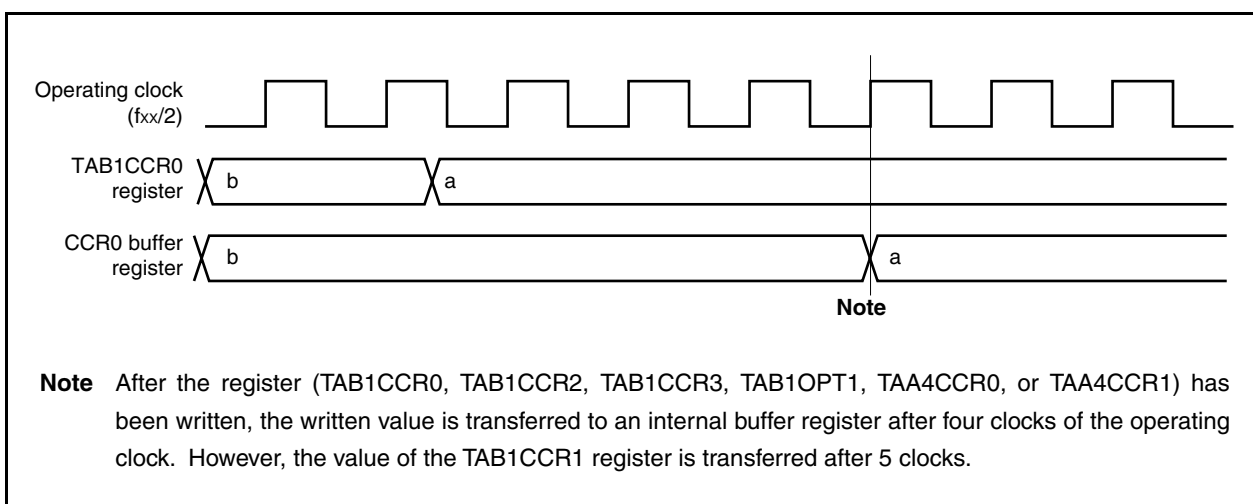 Operating clock
(fxx/2)
TAB1CCR0
register
b
a
CCR0 buffer
register
b
a
Note
Note After the register (TAB1CCR0, TAB1CCR2, TAB1CCR3, TAB1OPT1, TAA4CCR0, or TAA4CCR1) has
been written, the written value is transferred to an internal buffer register after four clocks of the operating
clock. However, the value of the TAB1CCR1 register is transferred after 5 clocks.